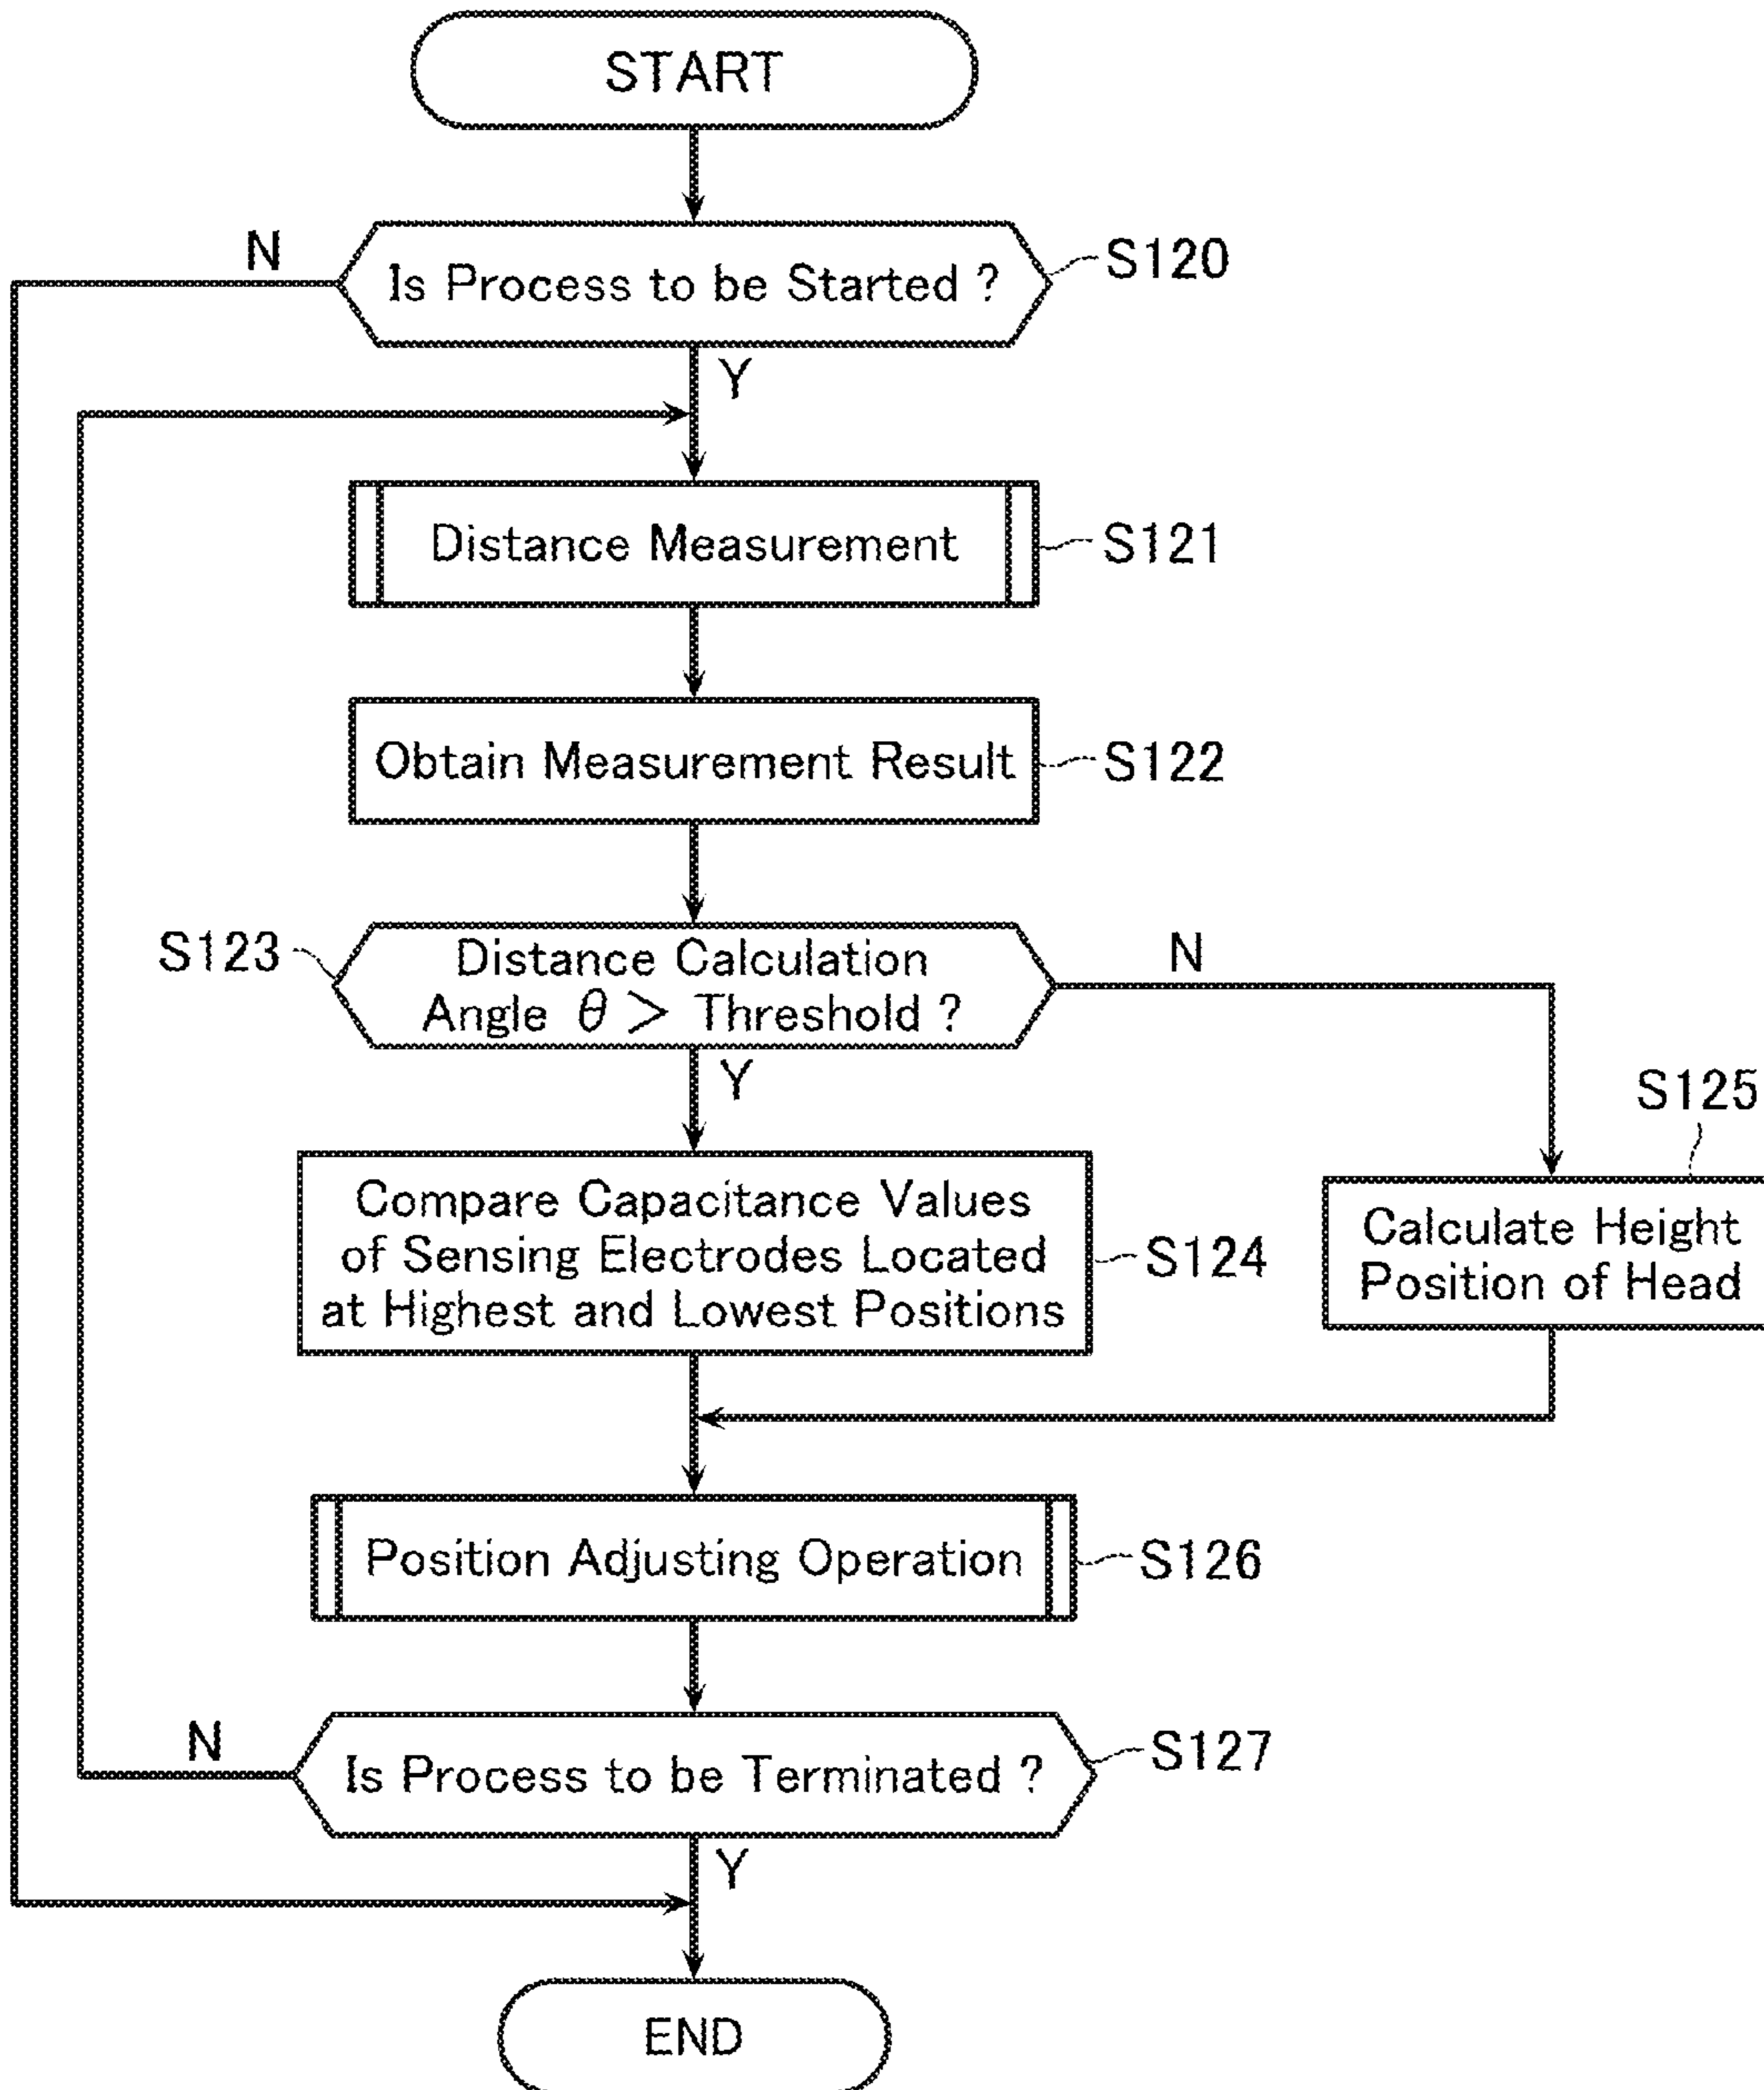 START
N
Is Process to be Started ?
S120
Y
Distance Measurement
S121
Obtain Measurement Result
S122
S123
Distance Calculation
Angle θ > Threshold ?
N
Y
S125
Compare Capacitance Values
of Sensing Electrodes Located
at Highest and Lowest Positions
S124
Calculate Height
Position of Head
Position Adjusting Operation
S126
N
Is Process to be Terminated ?
S127
Y
END